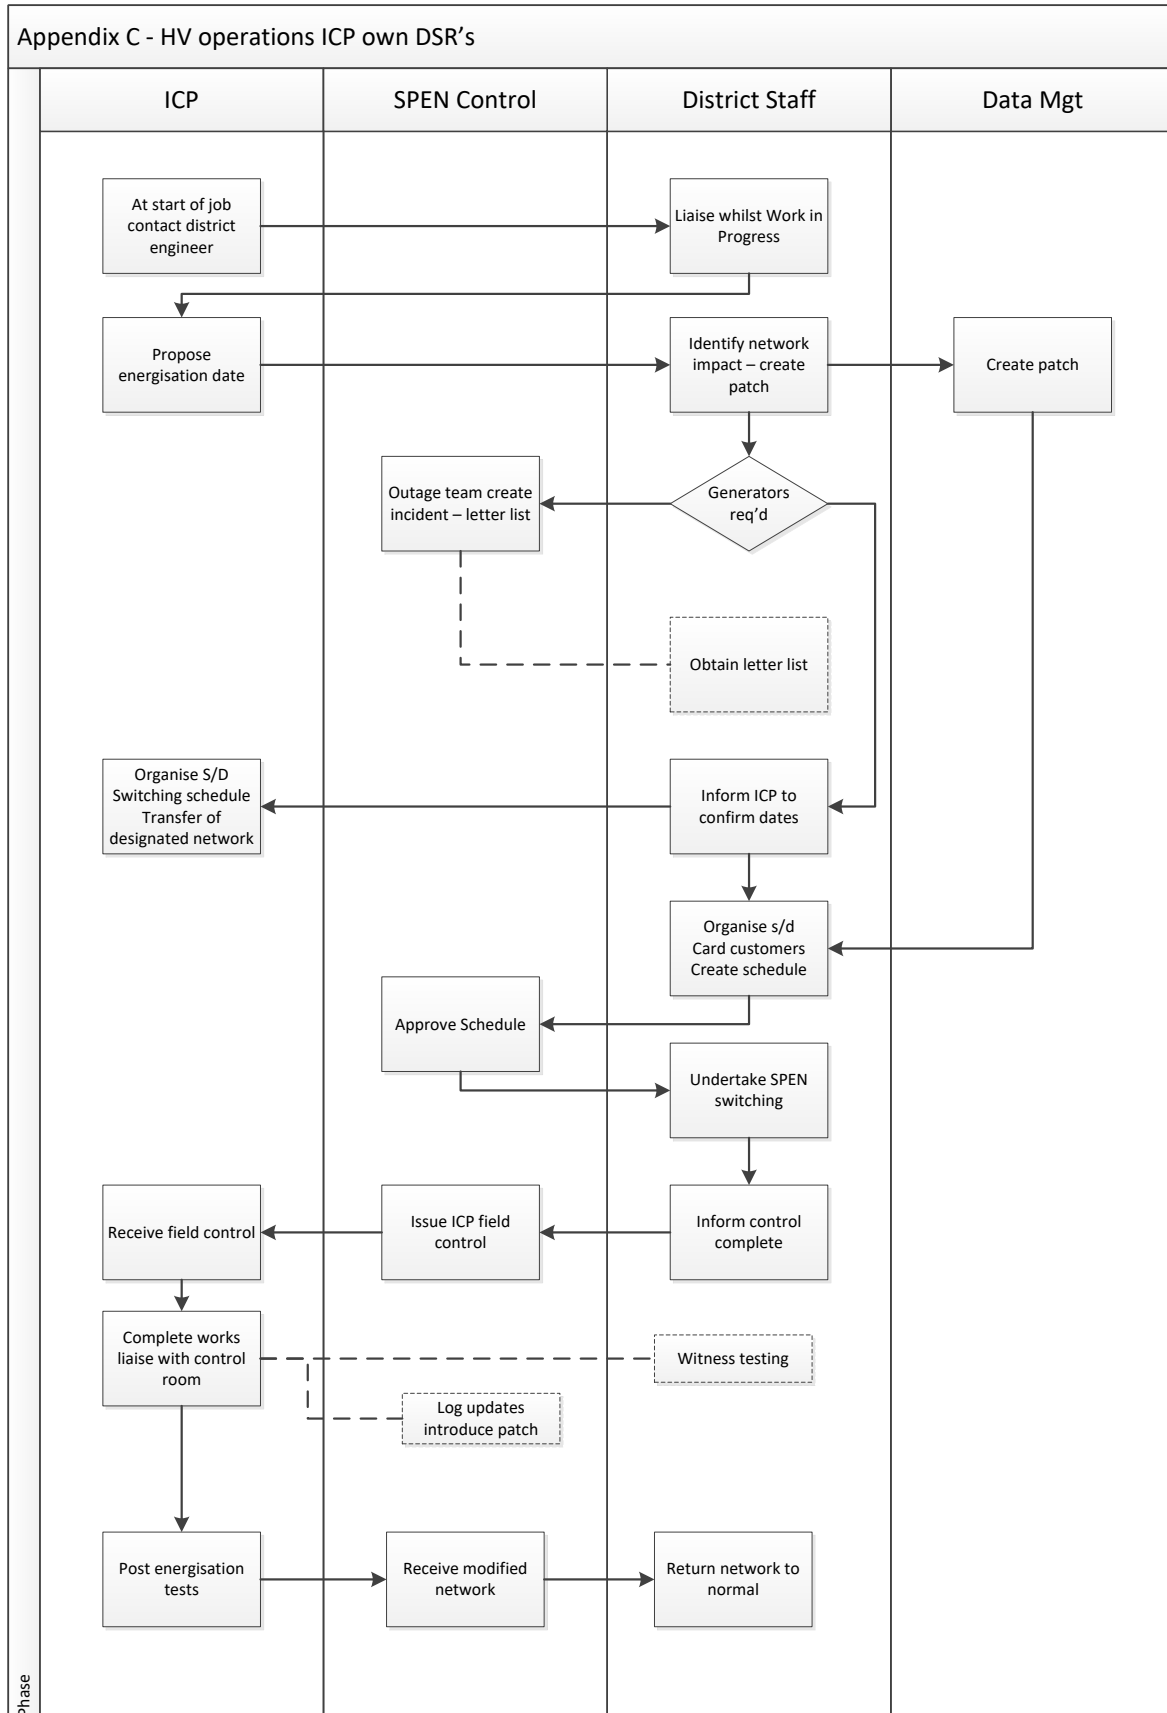 Appendix C - HV operations ICP own DSR's
ICP
SPEN Control
District Staff
Data Mgt
At start of job
contact district
engineer
Liaise whilst Work in
Progress
Propose
energisation date
Identify network
impact – create
patch
Create patch
Outage team create
incident – letter list
Generators
req'd
Obtain letter list
Organise S/D
Switching schedule
Transfer of
designated network
Inform ICP to
confirm dates
Organise s/d
Card customers
Create schedule
Approve Schedule
Undertake SPEN
switching
Receive field control
Issue ICP field
control
Inform control
complete
Complete works
liaise with control
room
Witness testing
Log updates
introduce patch
Post energisation
tests
Receive modified
network
Return network to
normal
Phase